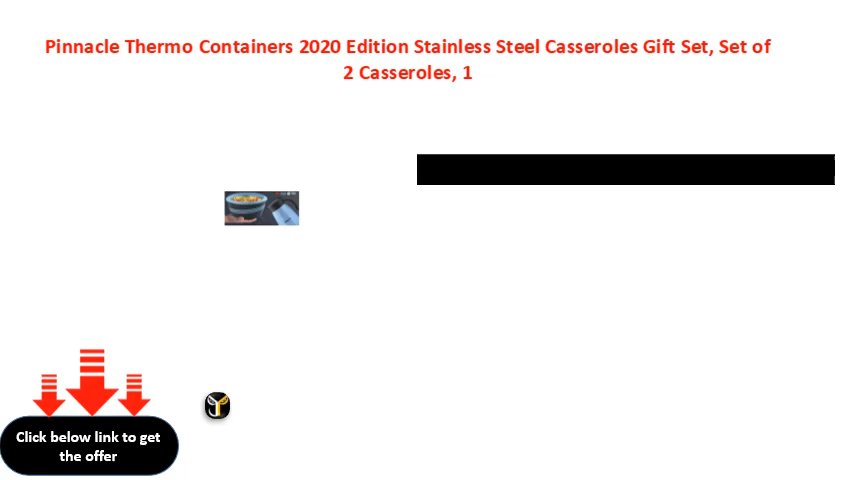 Pinnacle Thermo Containers 2020 Edition Stainless Steel Casseroles Gift Set, Set of
2 Casseroles, 1
Click below link to get
the offer